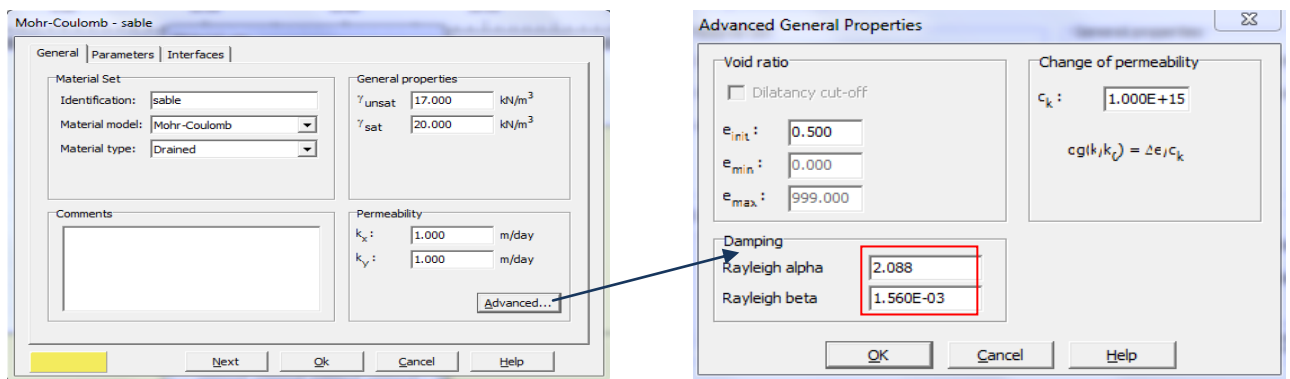 Mohr-Coulomb - sable
General Parameters Interfaces
Material Set
Identification: sable
Material model: Mohr-Coulomb
Material type: Drained
General properties
γunsat 17.000 kN/m3
γsat 20.000 kN/m3
Comments
Permeability
kx: 1.000 m/day
ky: 1.000 m/day
Advanced...
Next Ok Cancel Help
Advanced General Properties
Void ratio
Dilatancy cut-off
einit: 0.500
emin: 0.000
emax: 999.000
Change of permeability
ck: 1.000E+15
Damping
Rayleigh alpha 2.088
Rayleigh beta 1.560E-03
OK Cancel Help